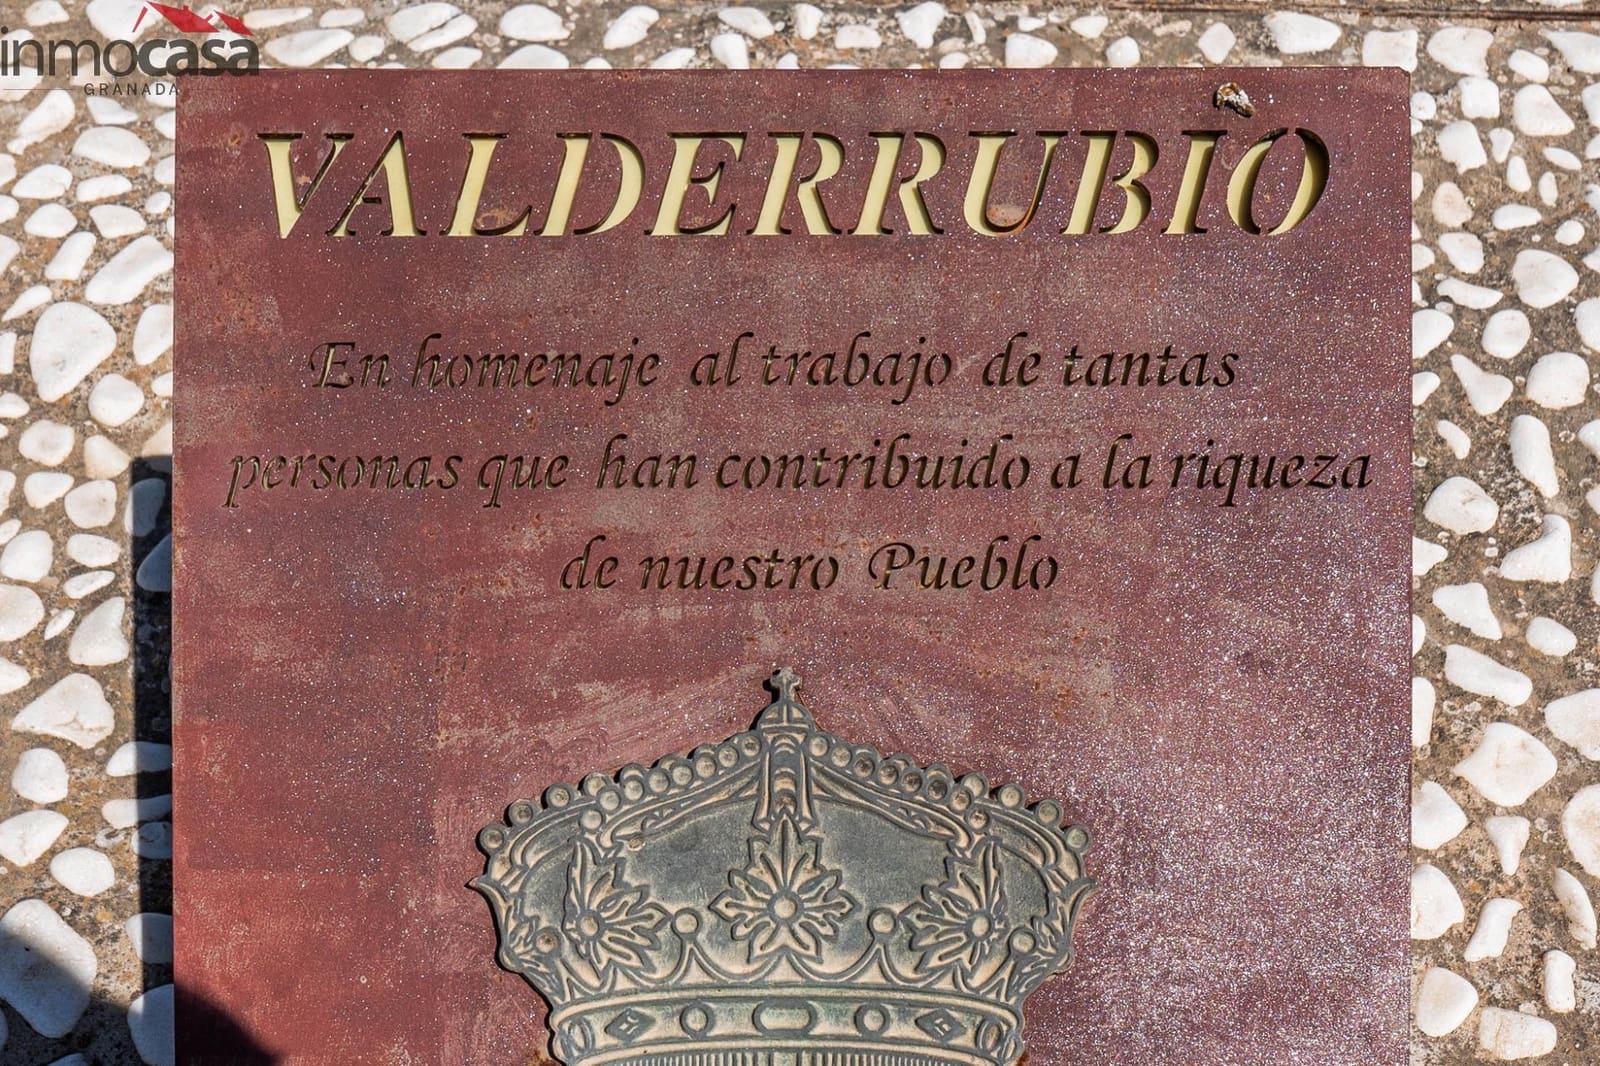 inmocasa
GRANADA
VALDERRUBIO
En homenaje al trabajo de tantas
personas que han contribuido a la riqueza
de nuestro Pueblo